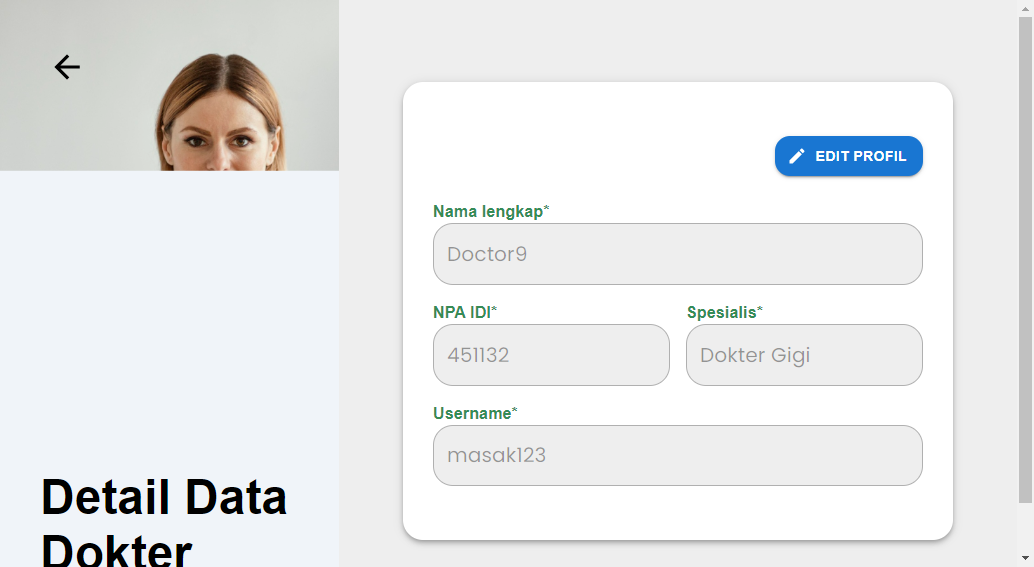 EDIT PROFIL
Nama lengkap*
Doctor9
NPA IDI*
Spesialis*
451132
Dokter Gigi
Username*
masak123
Detail Data
Dokter